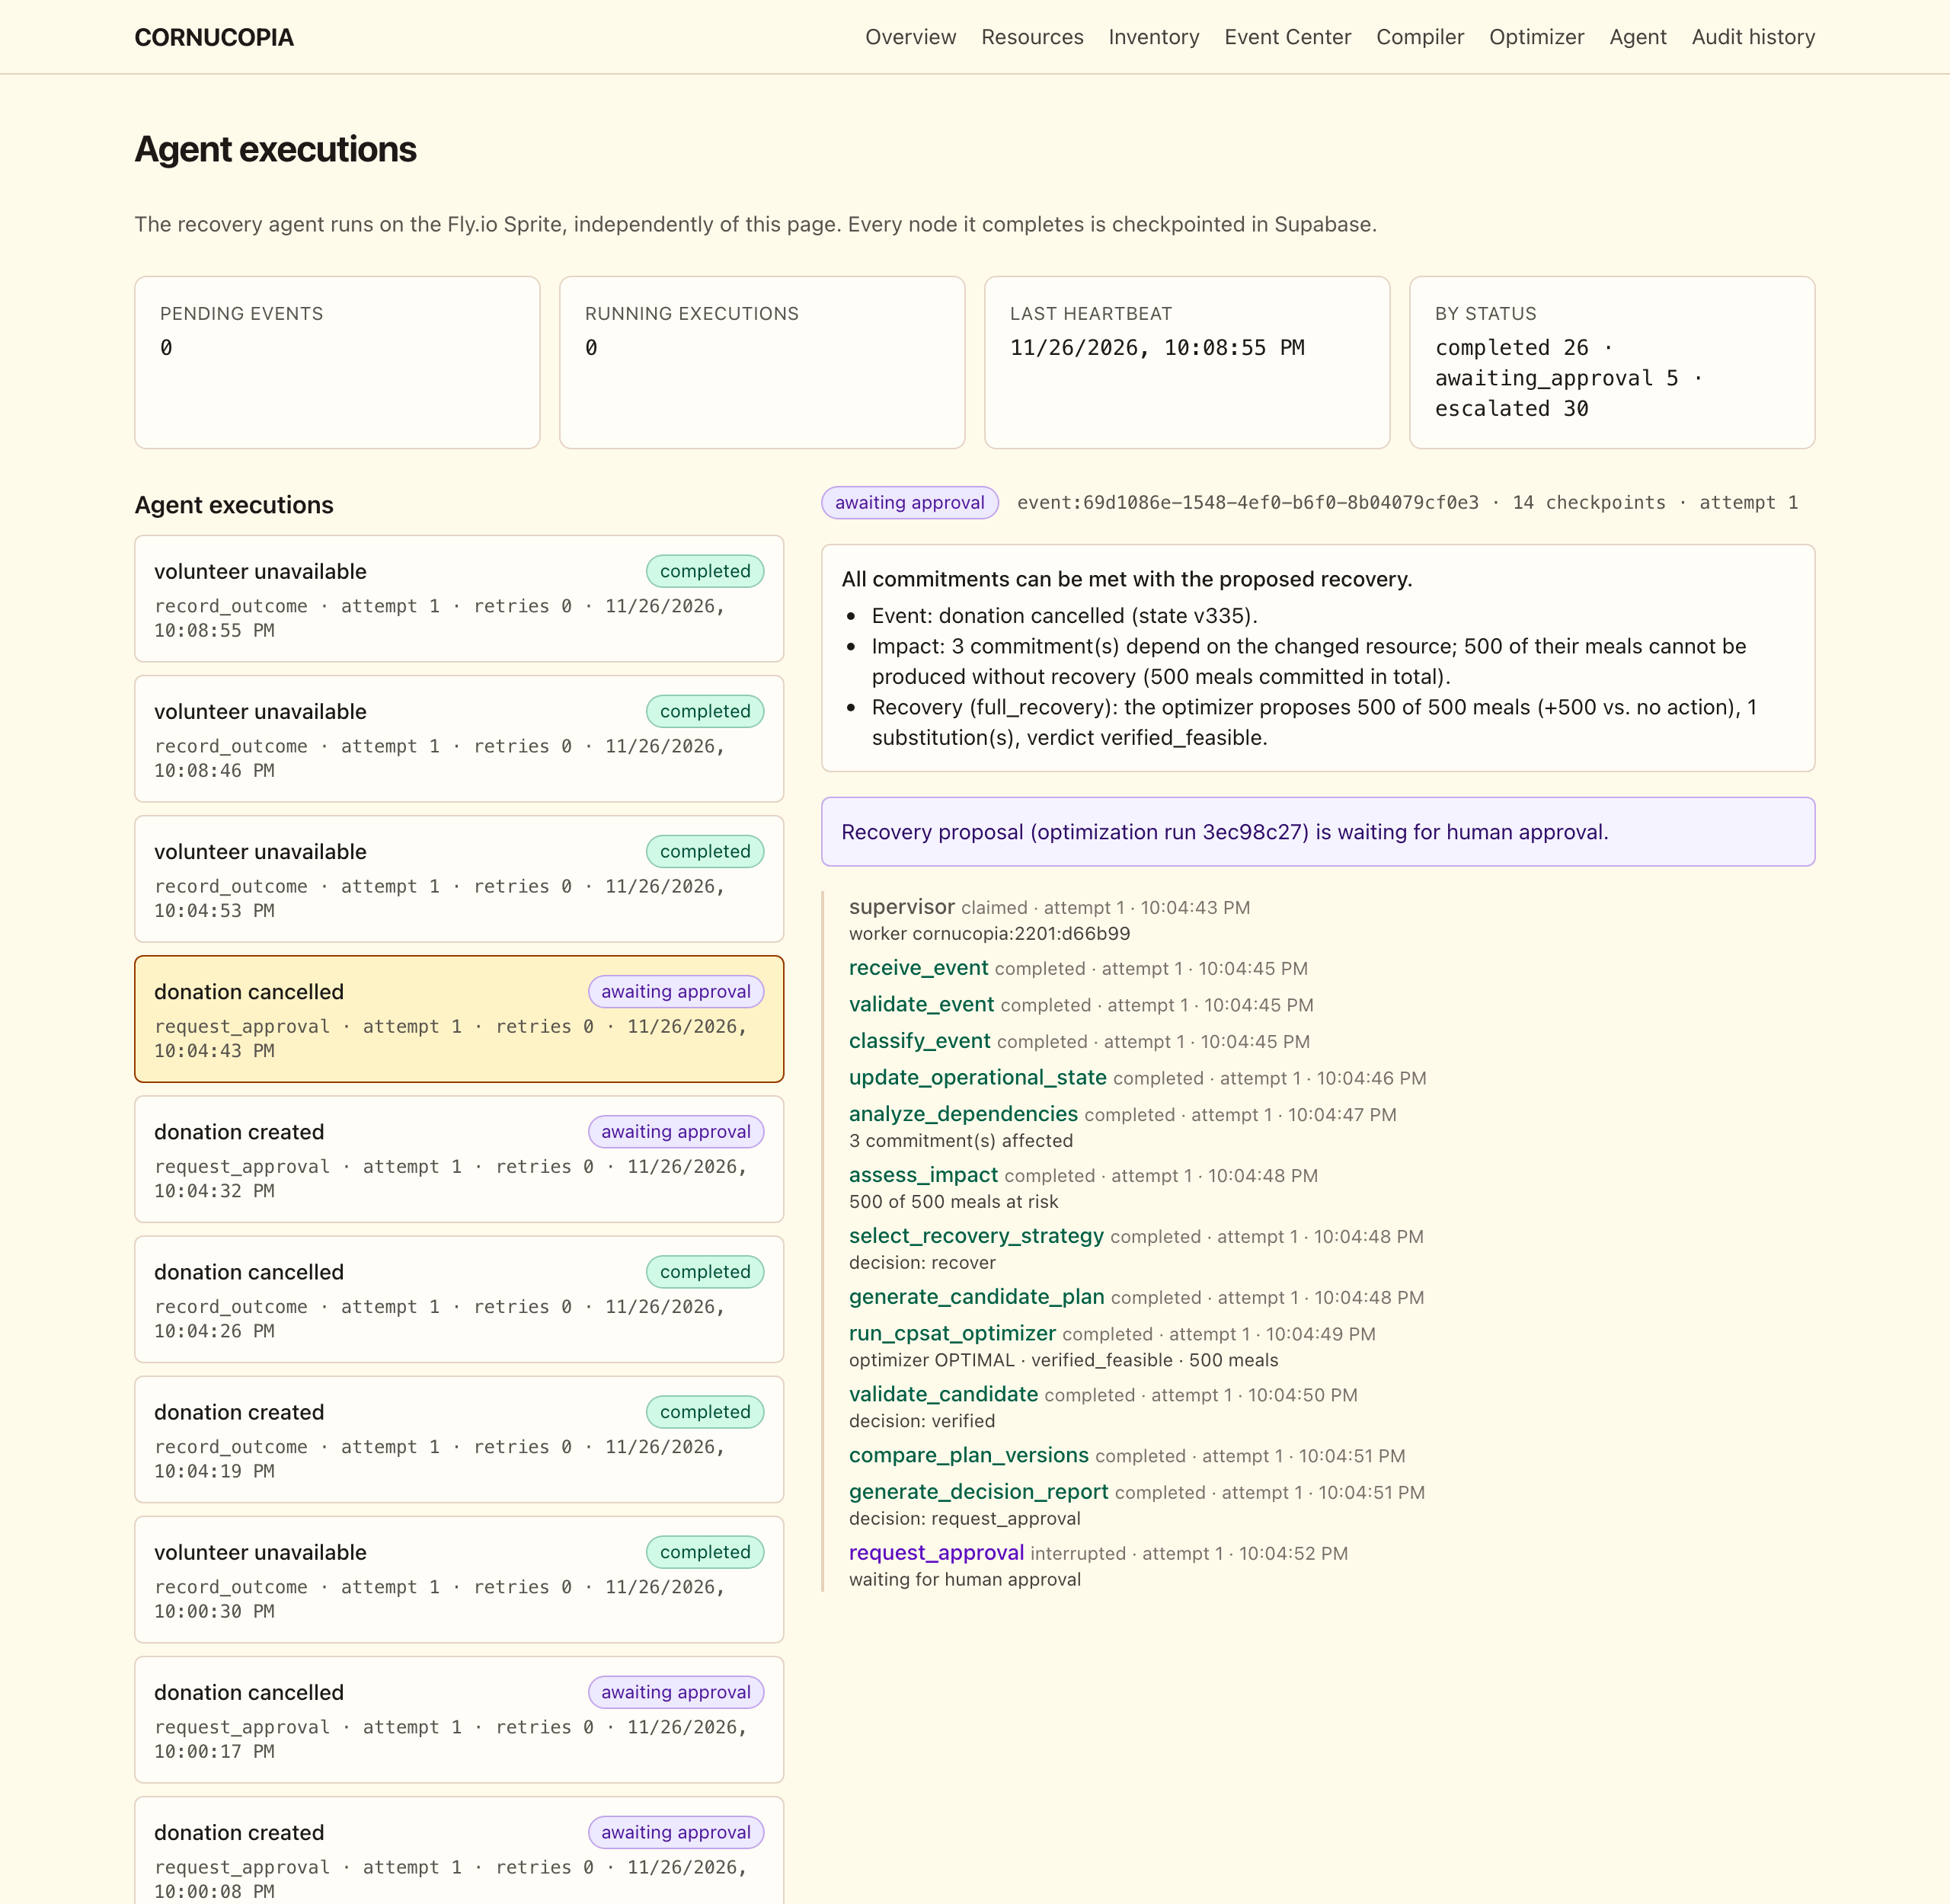 CORNUCOPIA
Overview Resources Inventory Event Center Compiler Optimizer Agent Audit history
Agent executions
The recovery agent runs on the Fly.io Sprite, independently of this page. Every node it completes is checkpointed in Supabase.
PENDING EVENTS
0
RUNNING EXECUTIONS
0
LAST HEARTBEAT
11/26/2026, 10:08:55 PM
BY STATUS
completed 26 ·
awaiting_approval 5 ·
escalated 30
Agent executions
volunteer unavailable completed
record_outcome · attempt 1 · retries 0 · 11/26/2026,
10:08:55 PM
volunteer unavailable completed
record_outcome · attempt 1 · retries 0 · 11/26/2026,
10:08:46 PM
volunteer unavailable completed
record_outcome · attempt 1 · retries 0 · 11/26/2026,
10:04:53 PM
donation cancelled awaiting approval
request_approval · attempt 1 · retries 0 · 11/26/2026,
10:04:43 PM
donation created awaiting approval
request_approval · attempt 1 · retries 0 · 11/26/2026,
10:04:32 PM
donation cancelled completed
record_outcome · attempt 1 · retries 0 · 11/26/2026,
10:04:26 PM
donation created completed
record_outcome · attempt 1 · retries 0 · 11/26/2026,
10:04:19 PM
volunteer unavailable completed
record_outcome · attempt 1 · retries 0 · 11/26/2026,
10:00:30 PM
donation cancelled awaiting approval
request_approval · attempt 1 · retries 0 · 11/26/2026,
10:00:17 PM
donation created awaiting approval
request_approval · attempt 1 · retries 0 · 11/26/2026,
10:00:08 PM
awaiting approval event:69d1086e-1548-4ef0-b6f0-8b04079cf0e3 · 14 checkpoints · attempt 1
All commitments can be met with the proposed recovery.
• Event: donation cancelled (state v335).
• Impact: 3 commitment(s) depend on the changed resource; 500 of their meals cannot be
produced without recovery (500 meals committed in total).
• Recovery (full_recovery): the optimizer proposes 500 of 500 meals (+500 vs. no action), 1
substitution(s), verdict verified_feasible.
Recovery proposal (optimization run 3ec98c27) is waiting for human approval.
supervisor claimed · attempt 1 · 10:04:43 PM
worker cornucopia:2201:d66b99
receive_event completed · attempt 1 · 10:04:45 PM
validate_event completed · attempt 1 · 10:04:45 PM
classify_event completed · attempt 1 · 10:04:45 PM
update_operational_state completed · attempt 1 · 10:04:46 PM
analyze_dependencies completed · attempt 1 · 10:04:47 PM
3 commitment(s) affected
assess_impact completed · attempt 1 · 10:04:48 PM
500 of 500 meals at risk
select_recovery_strategy completed · attempt 1 · 10:04:48 PM
decision: recover
generate_candidate_plan completed · attempt 1 · 10:04:48 PM
run_cpsat_optimizer completed · attempt 1 · 10:04:49 PM
optimizer OPTIMAL · verified_feasible · 500 meals
validate_candidate completed · attempt 1 · 10:04:50 PM
decision: verified
compare_plan_versions completed · attempt 1 · 10:04:51 PM
generate_decision_report completed · attempt 1 · 10:04:51 PM
decision: request_approval
request_approval interrupted · attempt 1 · 10:04:52 PM
waiting for human approval